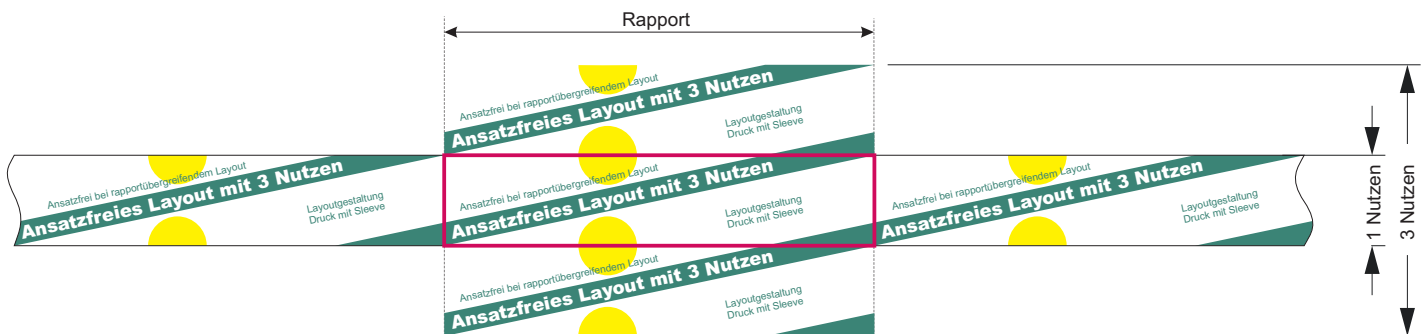 Rapport
Ansatzfrei bei rapportübergreifendem Layout
Ansatzfreies Layout mit 3 Nutzen
Layoutgestaltung
Druck mit Sleeve
Ansatzfrei bei rapportübergreifendem Layout
Ansatzfreies Layout mit 3 Nutzen
Layoutgestaltung
Druck mit Sleeve
Ansatzfrei bei rapportübergreifendem Layout
Ansatzfreies Layout mit 3 Nutzen
Layoutgestaltung
Druck mit Sleeve
Ansatzfrei bei rapportübergreifendem Layout
Ansatzfreies Layout mit 3 Nutzen
Layoutgestaltung
Druck mit Sleeve
Ansatzfrei bei rapportübergreifendem Layout
Ansatzfreies Layout mit 3 Nutzen
Layoutgestaltung
Druck mit Sleeve
1 Nutzen
3 Nutzen